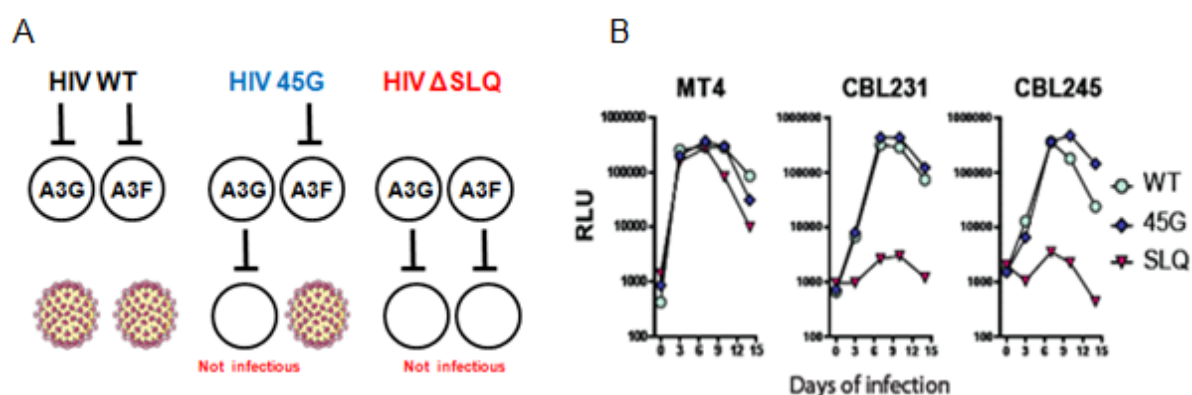 A
HIV WT HIV 45G HIV ΔSLQ
A3G A3F A3G A3F A3G A3F
Not infectious Not infectious
B
MT4 CBL231 CBL245
1000000 1000000 1000000
100000 100000 100000
10000 10000 10000
1000 1000 1000
100 100 100
RLU
0 3 6 9 12 15 0 3 6 9 12 15 0 3 6 9 12 15
Days of infection
WT
45G
SLQ